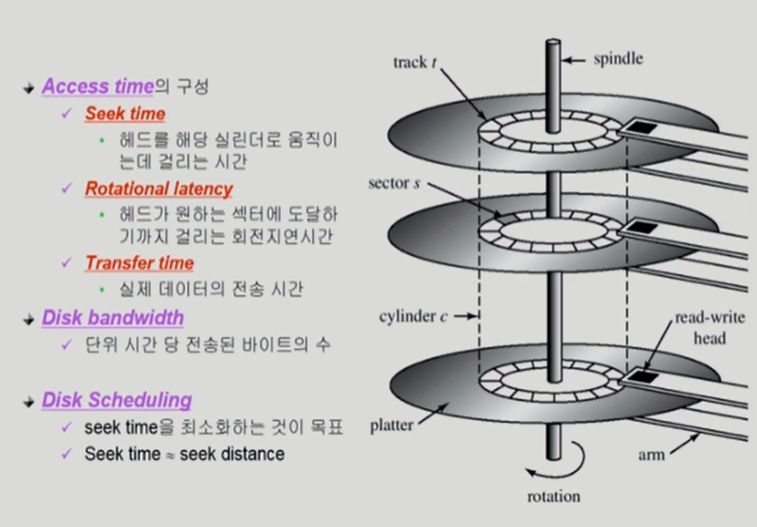 Access time의 구성
Seek time
헤드를 해당 실린더로 움직이
는데 걸리는 시간
Rotational latency
헤드가 원하는 섹터에 도달하
기까지 걸리는 회전지연시간
Transfer time
실제 데이터의 전송 시간
Disk bandwidth
단위 시간 당 전송된 바이트의 수
Disk Scheduling
seek time을 최소화하는 것이 목표
Seek time ≈ seek distance
track t
spindle
sector s
cylinder c
read-write
head
platter
arm
rotation